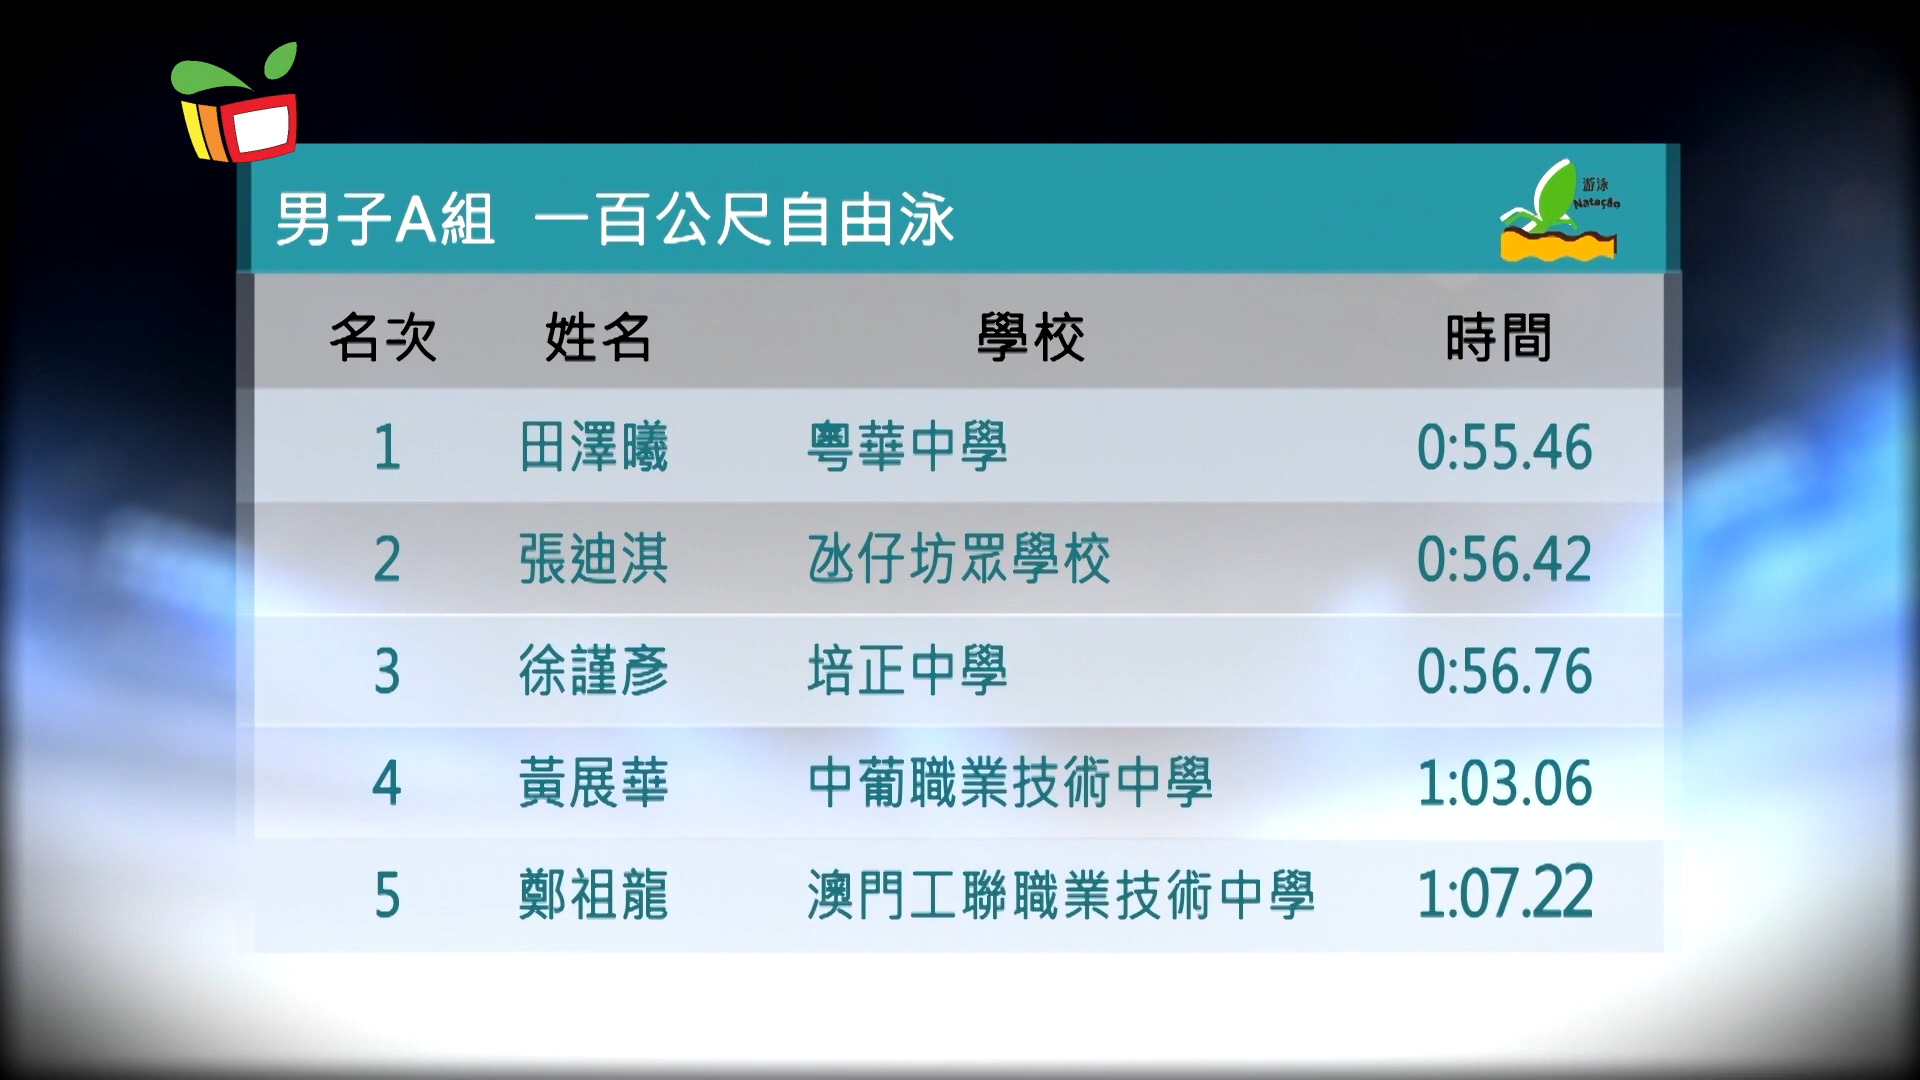 游泳
Natação
男子A組 一百公尺自由泳
名次 姓名 學校 時間
1 田澤曦 粵華中學 0:55.46
2 張迪淇 氹仔坊眾學校 0:56.42
3 徐謹彥 培正中學 0:56.76
4 黃展華 中葡職業技術中學 1:03.06
5 鄭祖龍 澳門工聯職業技術中學 1:07.22